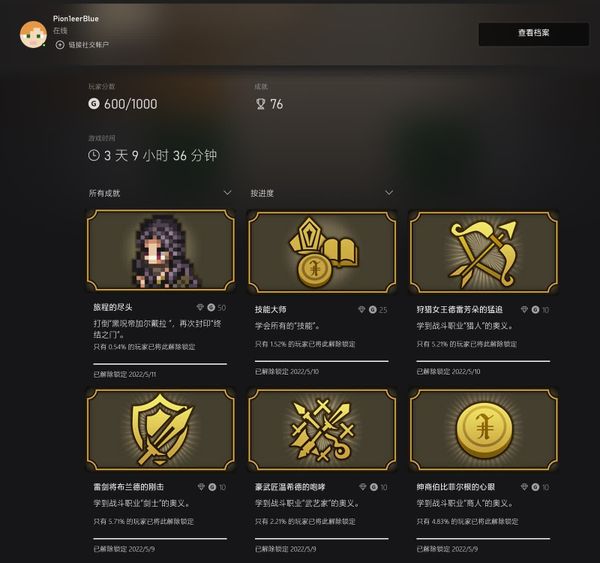 Pion1eerBlue
在线
链接社交帐户
查看档案
玩家分数
成就
G 600/1000
76
游戏时间
3 天 9 小时 36 分钟
所有成就
按进度
旅程的尽头
G 50
打倒“黑呪帝加尔戴拉 ”，再次封印“终
结之门”。
只有 0.54% 的玩家已将此解除锁定
已解除锁定 2022/5/11
技能大师
G 25
学会所有的“技能”。
只有 1.52% 的玩家已将此解除锁定
已解除锁定 2022/5/10
狩猎女王德雷芳朵的猛追
G 10
学到战斗职业“猎人”的奥义。
只有 5.21% 的玩家已将此解除锁定
已解除锁定 2022/5/10
雷剑将布兰德的刚击
G 10
学到战斗职业“剑士”的奥义。
只有 5.71% 的玩家已将此解除锁定
已解除锁定 2022/5/9
豪武匠温希德的咆哮
G 10
学到战斗职业“武艺家”的奥义。
只有 2.21% 的玩家已将此解除锁定
已解除锁定 2022/5/9
绅商伯比菲尔根的心眼
G 10
学到战斗职业“商人”的奥义。
只有 4.83% 的玩家已将此解除锁定
已解除锁定 2022/5/9